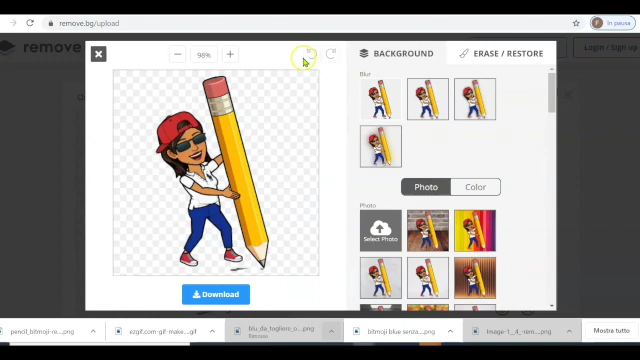 remove.bg/upload
F
In pausa
remove
Login / Sign up
98%
BACKGROUND
ERASE / RESTORE
Blur
Photo
Color
Photo
Select Photo
Download
pencil_bitmoji-re....png
ezgif.com-gif-make....gif
blu_da_togliere_o....png
Rimosso
bitmoji blue senza....png
Image-1__4_-rem....png
Mostra tutto